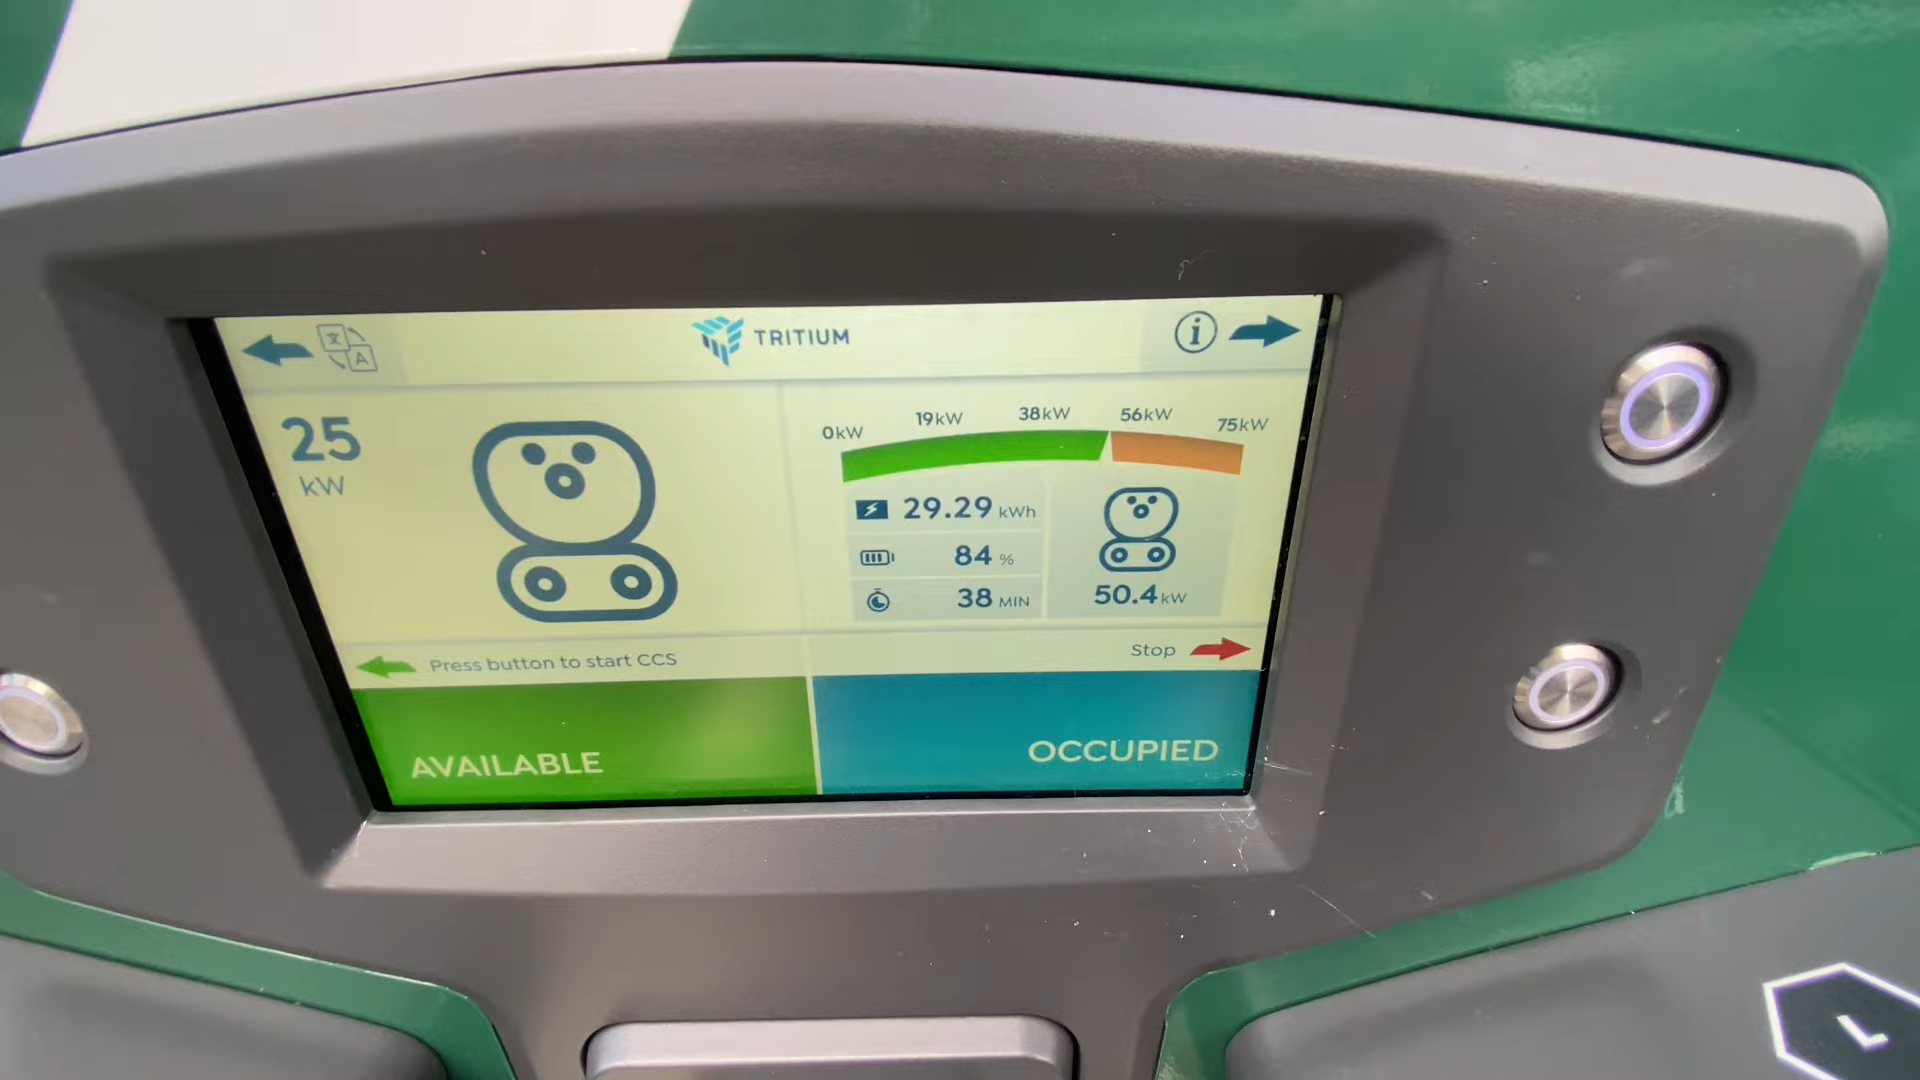 TRITIUM
i
文
A
25
kW
0kW 19kW 38kW 56kW 75kW
29.29 kWh
84 %
38 MIN
50.4 kW
Press button to start CCS
Stop
AVAILABLE
OCCUPIED